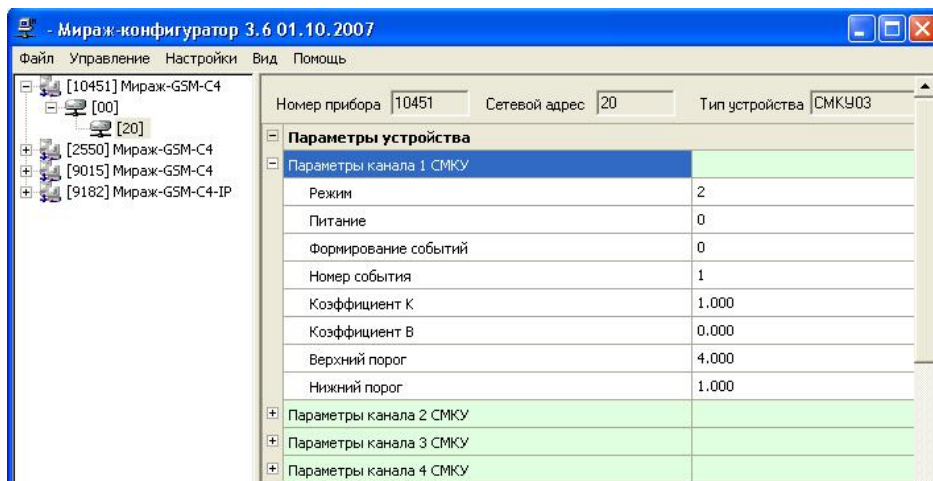 - Мираж-конфигуратор 3.6 01.10.2007
Файл Управление Настройки Вид Помощь
[10451] Мираж-GSM-C4
[00]
[20]
[2550] Мираж-GSM-C4
[9015] Мираж-GSM-C4
[9182] Мираж-GSM-C4-IP
Номер прибора 10451 Сетевой адрес 20 Тип устройства СМКУ03
Параметры устройства
Параметры канала 1 СМКУ
Режим 2
Питание 0
Формирование событий 0
Номер события 1
Коэффициент K 1.000
Коэффициент B 0.000
Верхний порог 4.000
Нижний порог 1.000
Параметры канала 2 СМКУ
Параметры канала 3 СМКУ
Параметры канала 4 СМКУ